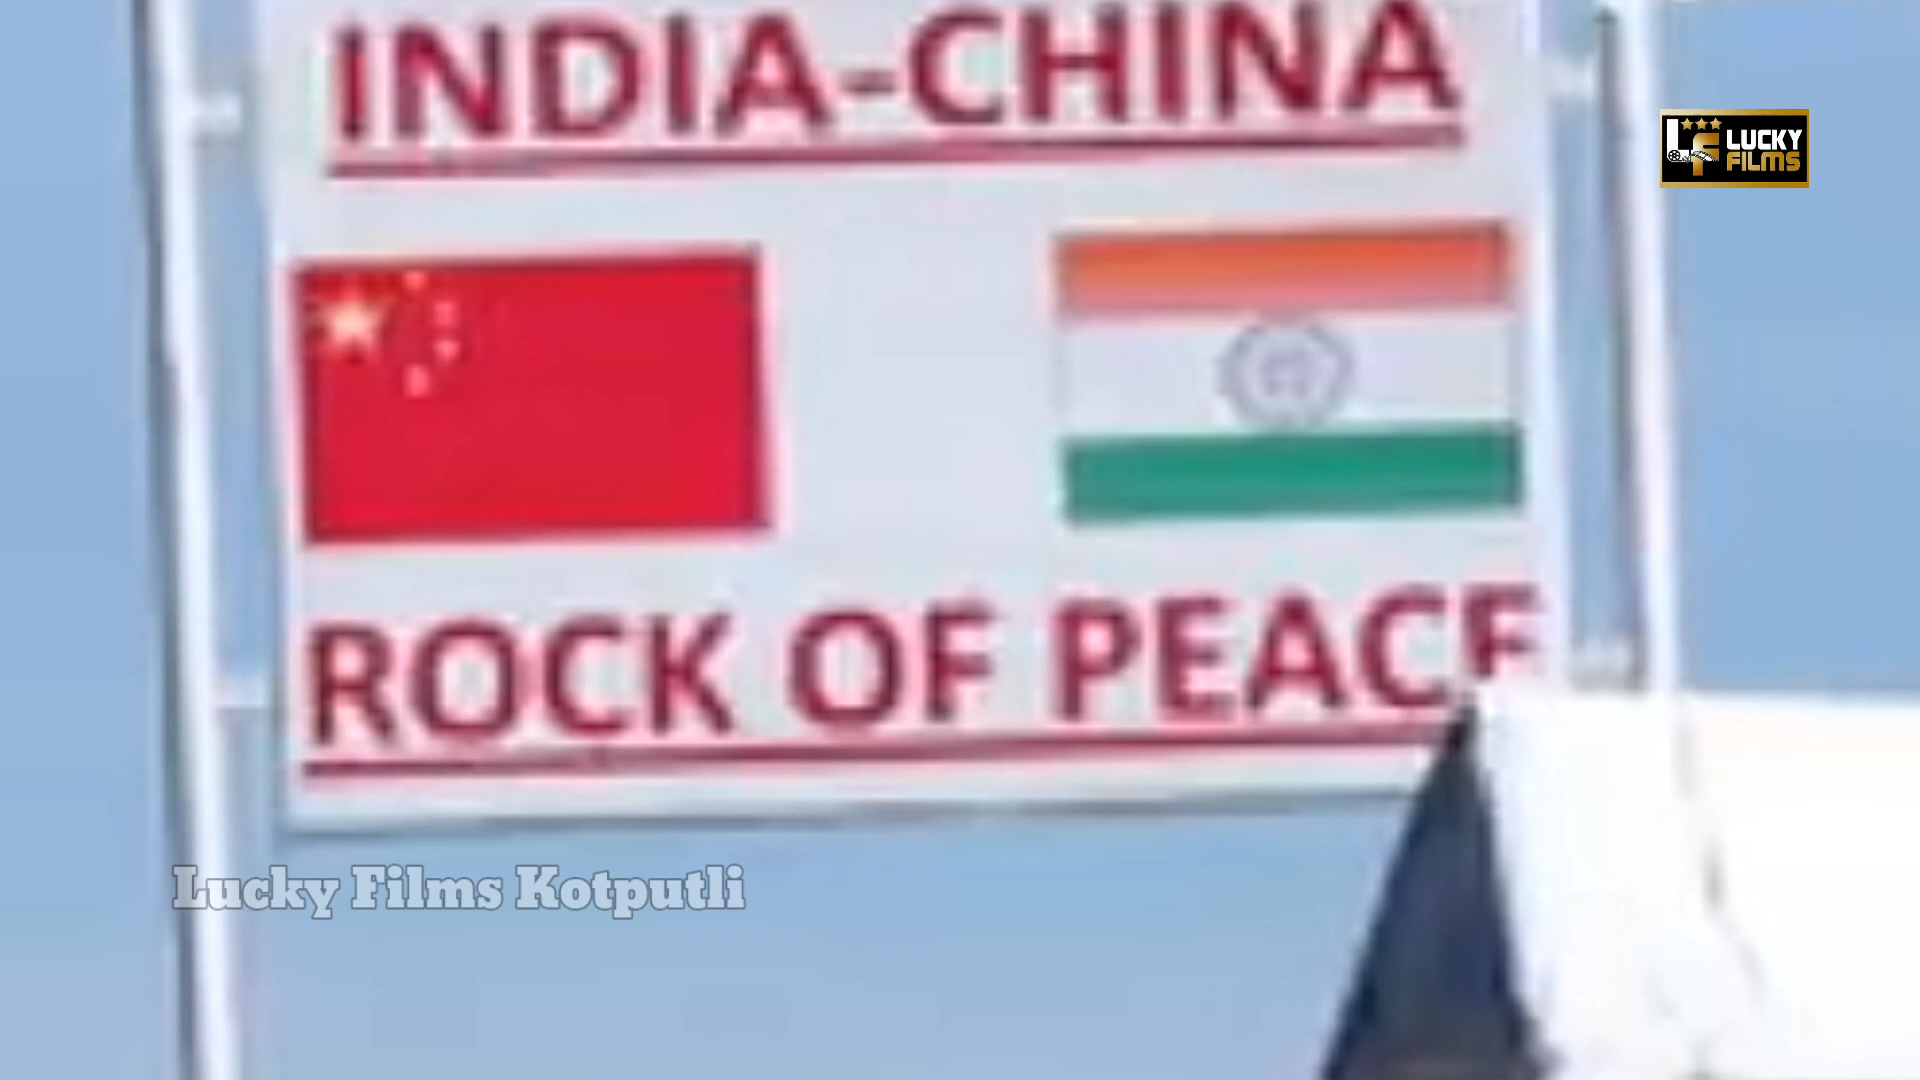 INDIA-CHINA
LUCKY
FILMS
ROCK OF PEACE
Lucky Films Kotputli